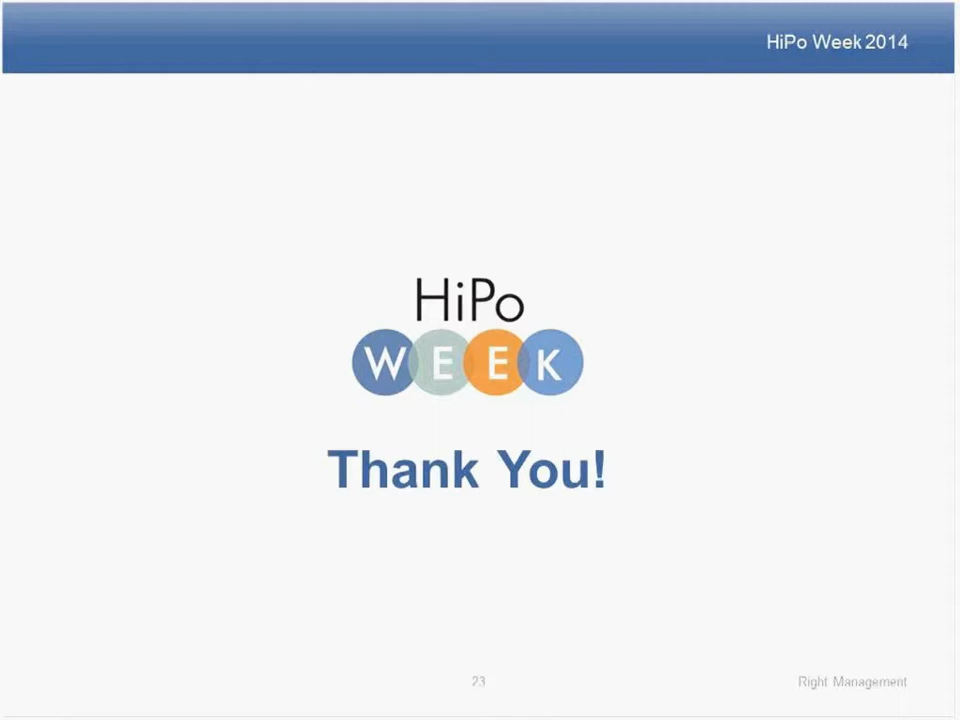 HiPo Week 2014
HiPo
WEEK
Thank You!
23
Right Management